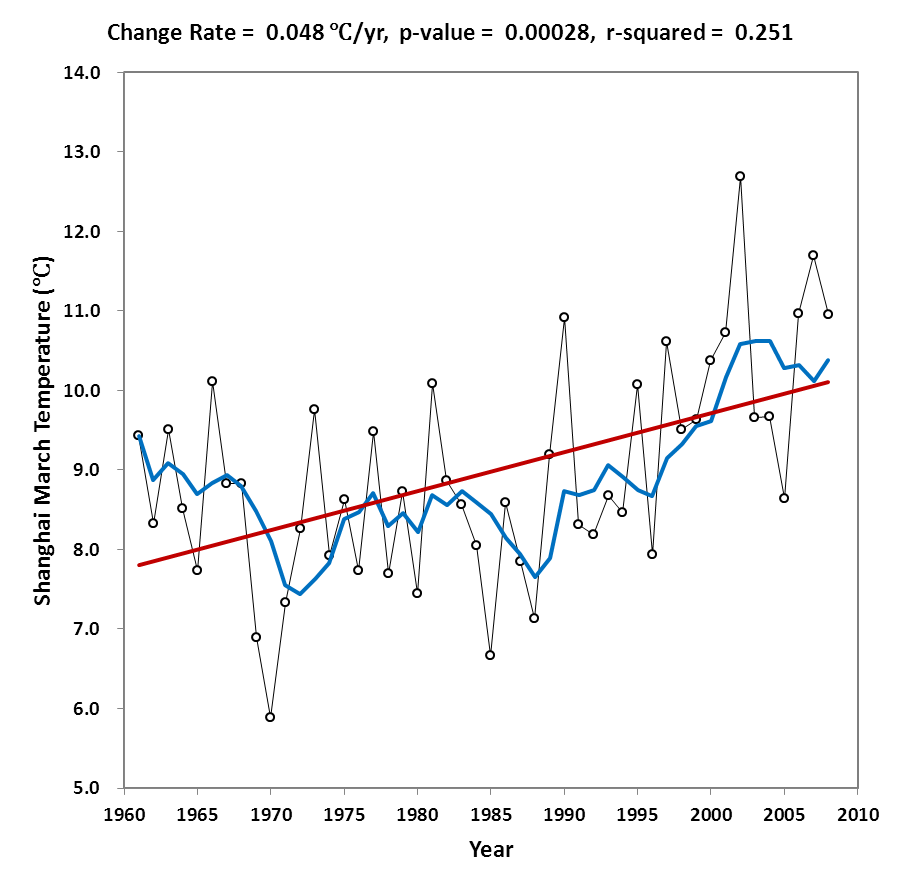 Change Rate = 0.048 ℃/yr, p-value = 0.00028, r-squared = 0.251
Shanghai March Temperature (℃)
14.0
13.0
12.0
11.0
10.0
9.0
8.0
7.0
6.0
5.0
1960 1965 1970 1975 1980 1985 1990 1995 2000 2005 2010
Year